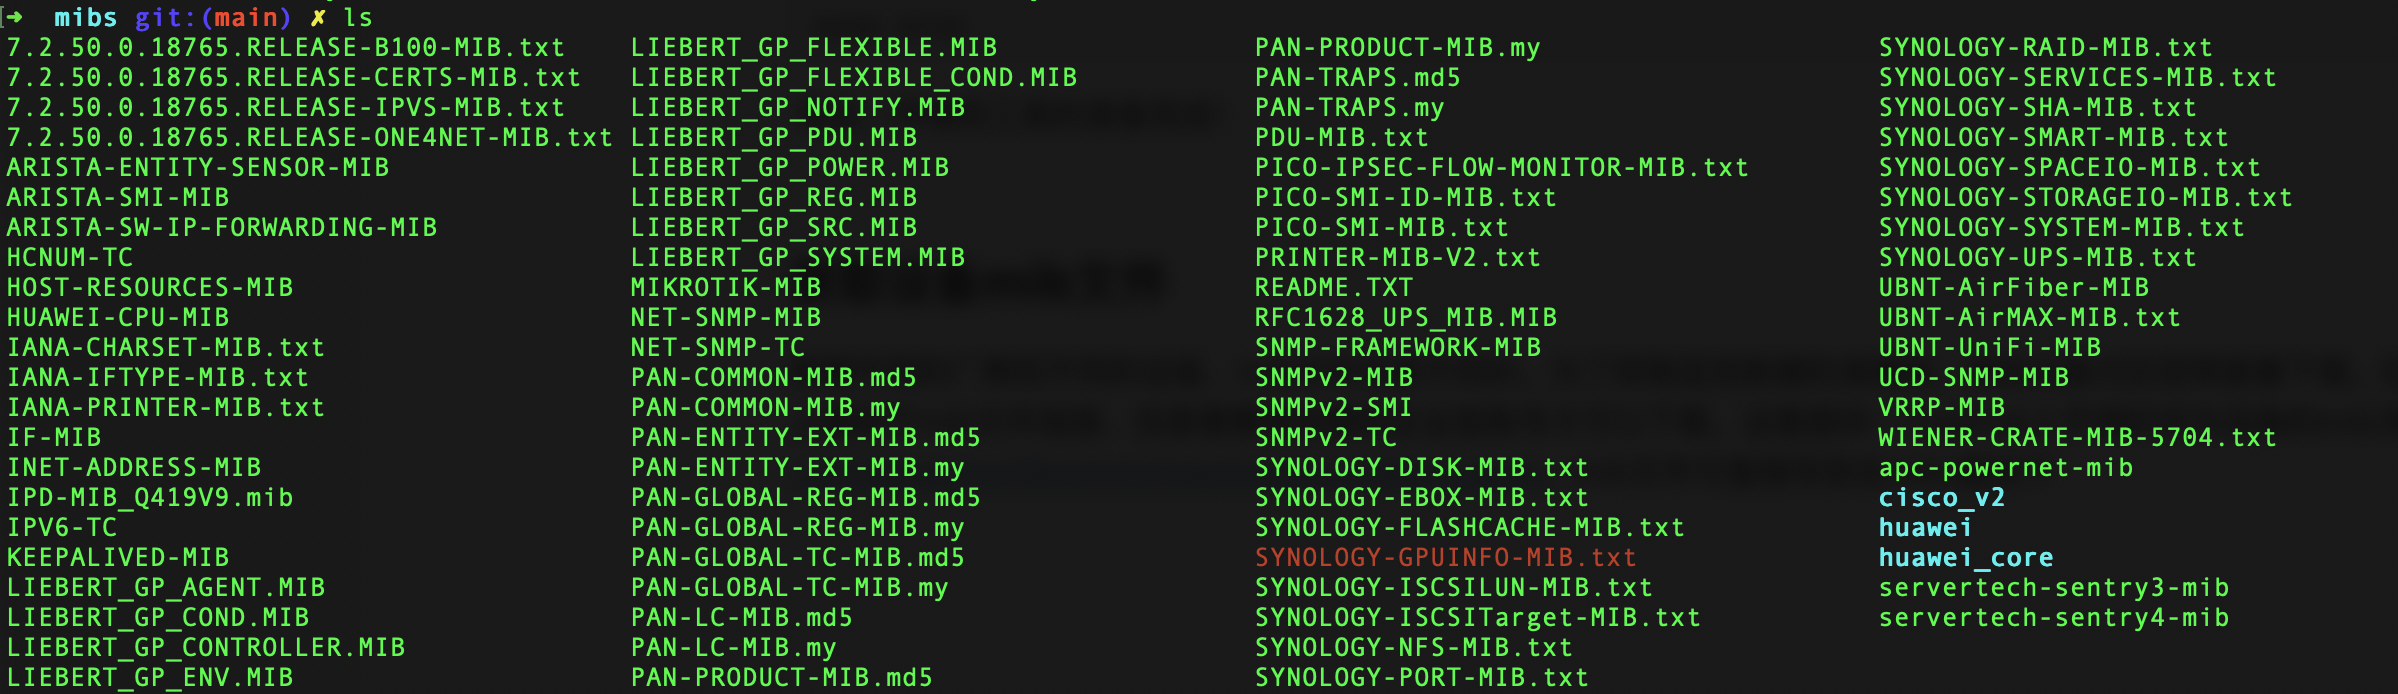 ➜  mibs git:(main) ✗ ls
7.2.50.0.18765.RELEASE-B100-MIB.txt LIEBERT_GP_FLEXIBLE.MIB PAN-PRODUCT-MIB.my SYNOLOGY-RAID-MIB.txt
7.2.50.0.18765.RELEASE-CERTS-MIB.txt LIEBERT_GP_FLEXIBLE_COND.MIB PAN-TRAPS.md5 SYNOLOGY-SERVICES-MIB.txt
7.2.50.0.18765.RELEASE-IPVS-MIB.txt LIEBERT_GP_NOTIFY.MIB PAN-TRAPS.my SYNOLOGY-SHA-MIB.txt
7.2.50.0.18765.RELEASE-ONE4NET-MIB.txt LIEBERT_GP_PDU.MIB PDU-MIB.txt SYNOLOGY-SMART-MIB.txt
ARISTA-ENTITY-SENSOR-MIB LIEBERT_GP_POWER.MIB PICO-IPSEC-FLOW-MONITOR-MIB.txt SYNOLOGY-SPACEIO-MIB.txt
ARISTA-SMI-MIB LIEBERT_GP_REG.MIB PICO-SMI-ID-MIB.txt SYNOLOGY-STORAGEIO-MIB.txt
ARISTA-SW-IP-FORWARDING-MIB LIEBERT_GP_SRC.MIB PICO-SMI-MIB.txt SYNOLOGY-SYSTEM-MIB.txt
HCNUM-TC LIEBERT_GP_SYSTEM.MIB PRINTER-MIB-V2.txt SYNOLOGY-UPS-MIB.txt
HOST-RESOURCES-MIB MIKROTIK-MIB README.TXT UBNT-AirFiber-MIB
HUAWEI-CPU-MIB NET-SNMP-MIB RFC1628_UPS_MIB.MIB UBNT-AirMAX-MIB.txt
IANA-CHARSET-MIB.txt NET-SNMP-TC SNMP-FRAMEWORK-MIB UBNT-UniFi-MIB
IANA-IFTYPE-MIB.txt PAN-COMMON-MIB.md5 SNMPv2-MIB UCD-SNMP-MIB
IANA-PRINTER-MIB.txt PAN-COMMON-MIB.my SNMPv2-SMI VRRP-MIB
IF-MIB PAN-ENTITY-EXT-MIB.md5 SNMPv2-TC WIENER-CRATE-MIB-5704.txt
INET-ADDRESS-MIB PAN-ENTITY-EXT-MIB.my SYNOLOGY-DISK-MIB.txt apc-powernet-mib
IPD-MIB_Q419V9.mib PAN-GLOBAL-REG-MIB.md5 SYNOLOGY-EBOX-MIB.txt cisco_v2
IPV6-TC PAN-GLOBAL-REG-MIB.my SYNOLOGY-FLASHCACHE-MIB.txt huawei
KEEPALIVED-MIB PAN-GLOBAL-TC-MIB.md5 SYNOLOGY-GPUINFO-MIB.txt huawei_core
LIEBERT_GP_AGENT.MIB PAN-GLOBAL-TC-MIB.my SYNOLOGY-ISCSILUN-MIB.txt servertech-sentry3-mib
LIEBERT_GP_COND.MIB PAN-LC-MIB.md5 SYNOLOGY-ISCSITarget-MIB.txt servertech-sentry4-mib
LIEBERT_GP_CONTROLLER.MIB PAN-LC-MIB.my SYNOLOGY-NFS-MIB.txt
LIEBERT_GP_ENV.MIB PAN-PRODUCT-MIB.md5 SYNOLOGY-PORT-MIB.txt